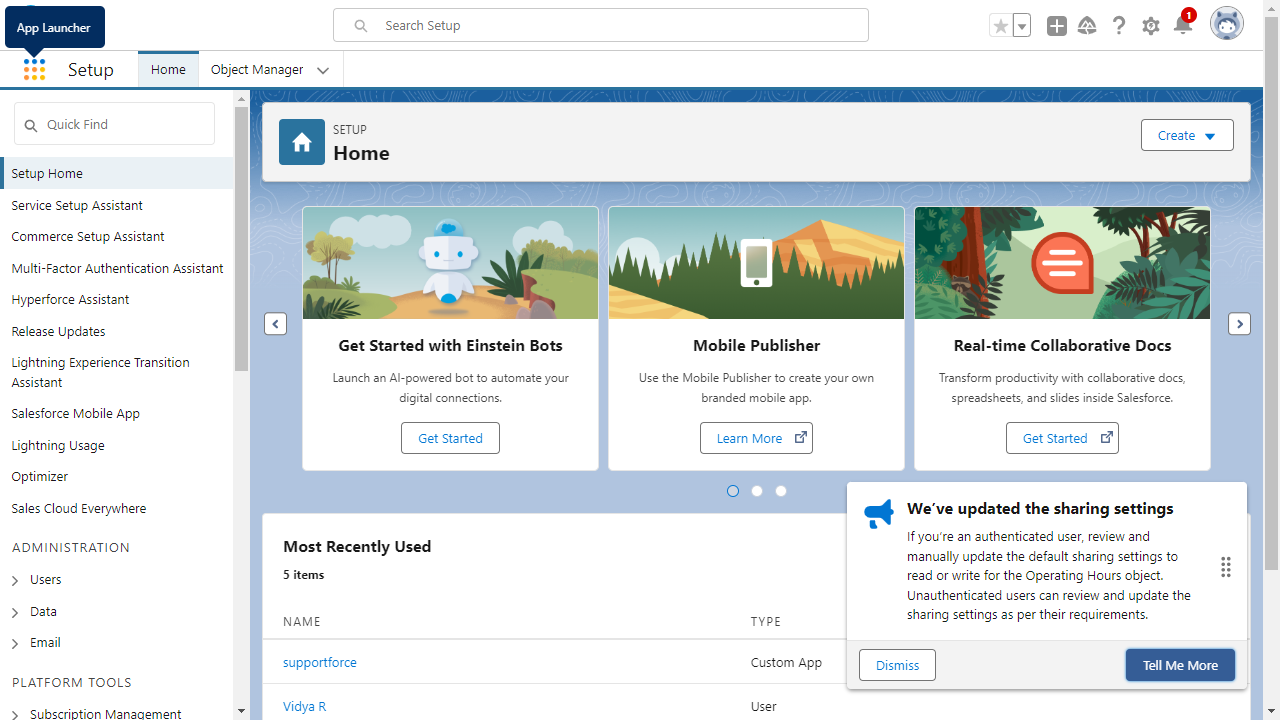 App Launcher
Search Setup
1
Setup
Home
Object Manager
Quick Find
Setup Home
Service Setup Assistant
Commerce Setup Assistant
Multi-Factor Authentication Assistant
Hyperforce Assistant
Release Updates
Lightning Experience Transition
Assistant
Salesforce Mobile App
Lightning Usage
Optimizer
Sales Cloud Everywhere
ADMINISTRATION
Users
Data
Email
PLATFORM TOOLS
Subscription Management
SETUP
Home
Create
Get Started with Einstein Bots
Launch an AI-powered bot to automate your
digital connections.
Get Started
Mobile Publisher
Use the Mobile Publisher to create your own
branded mobile app.
Learn More
Real-time Collaborative Docs
Transform productivity with collaborative docs,
spreadsheets, and slides inside Salesforce.
Get Started
Most Recently Used
5 items
NAME
TYPE
supportforce
Custom App
Vidya R
User
We've updated the sharing settings
If you're an authenticated user, review and
manually update the default sharing settings to
read or write for the Operating Hours object.
Unauthenticated users can review and update the
sharing settings as per their requirements.
Dismiss
Tell Me More